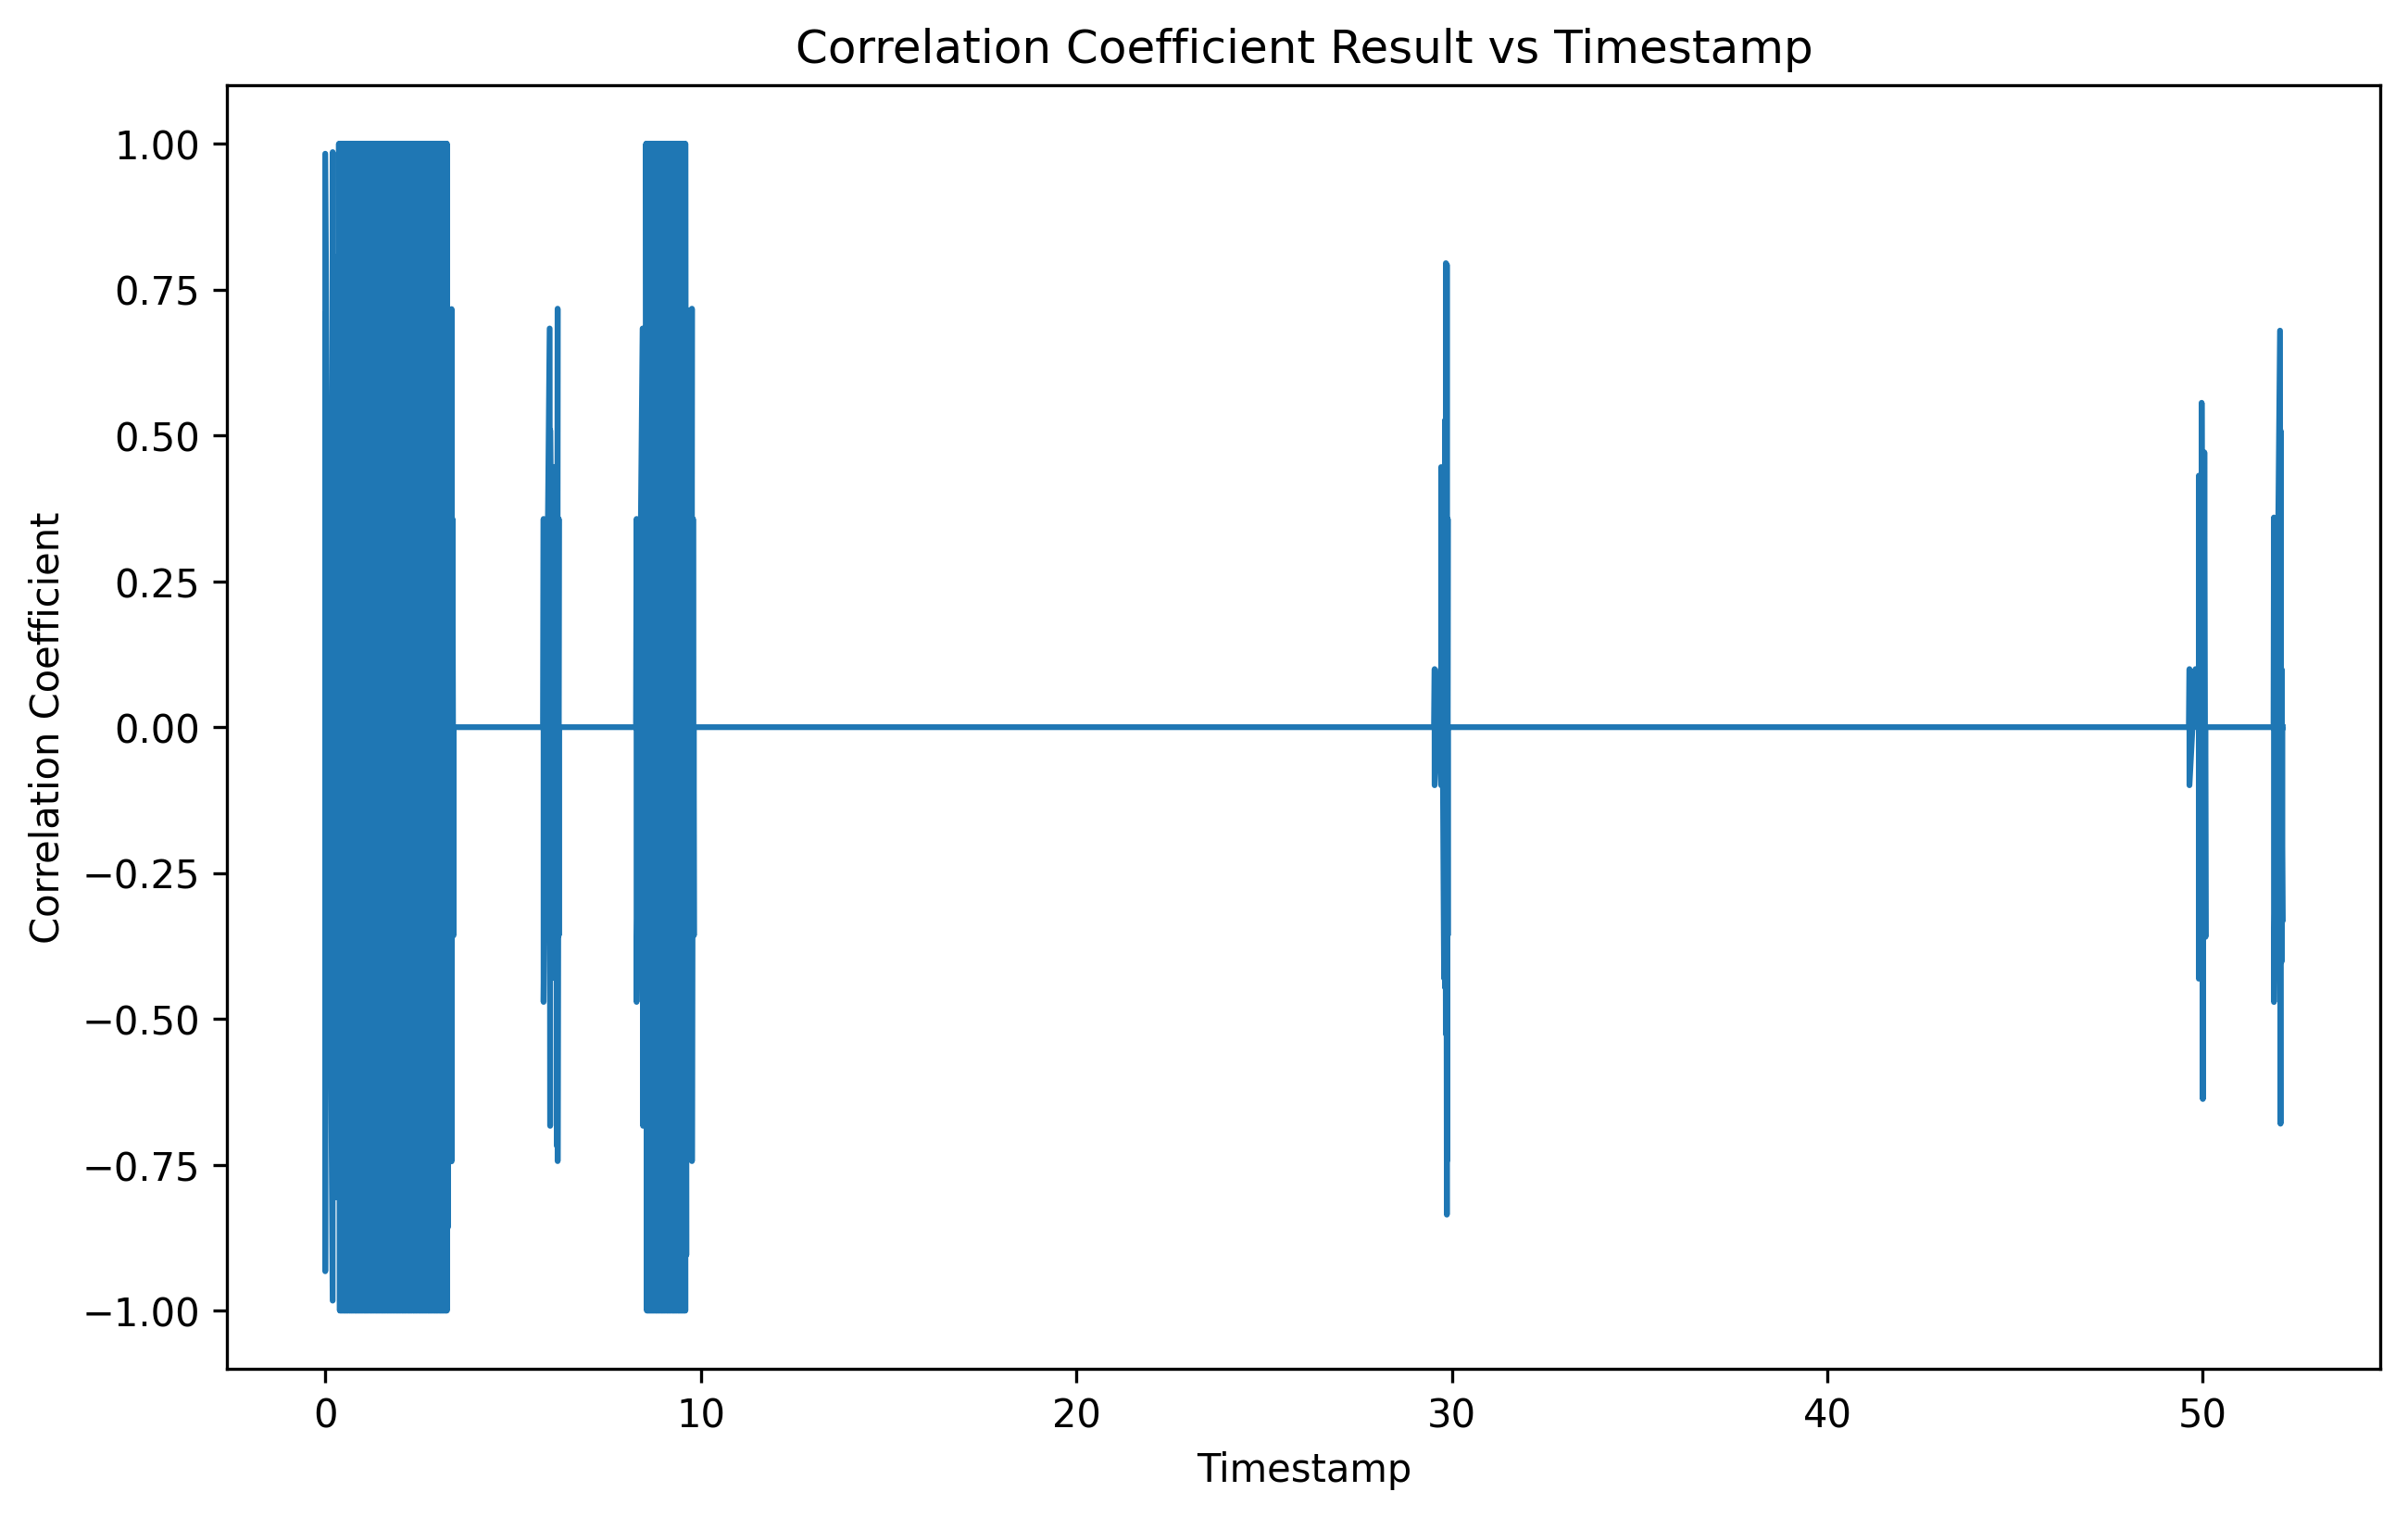 Correlation Coefficient Result vs Timestamp
Correlation Coefficient
1.00
0.75
0.50
0.25
0.00
−0.25
−0.50
−0.75
−1.00
0 10 20 30 40 50
Timestamp